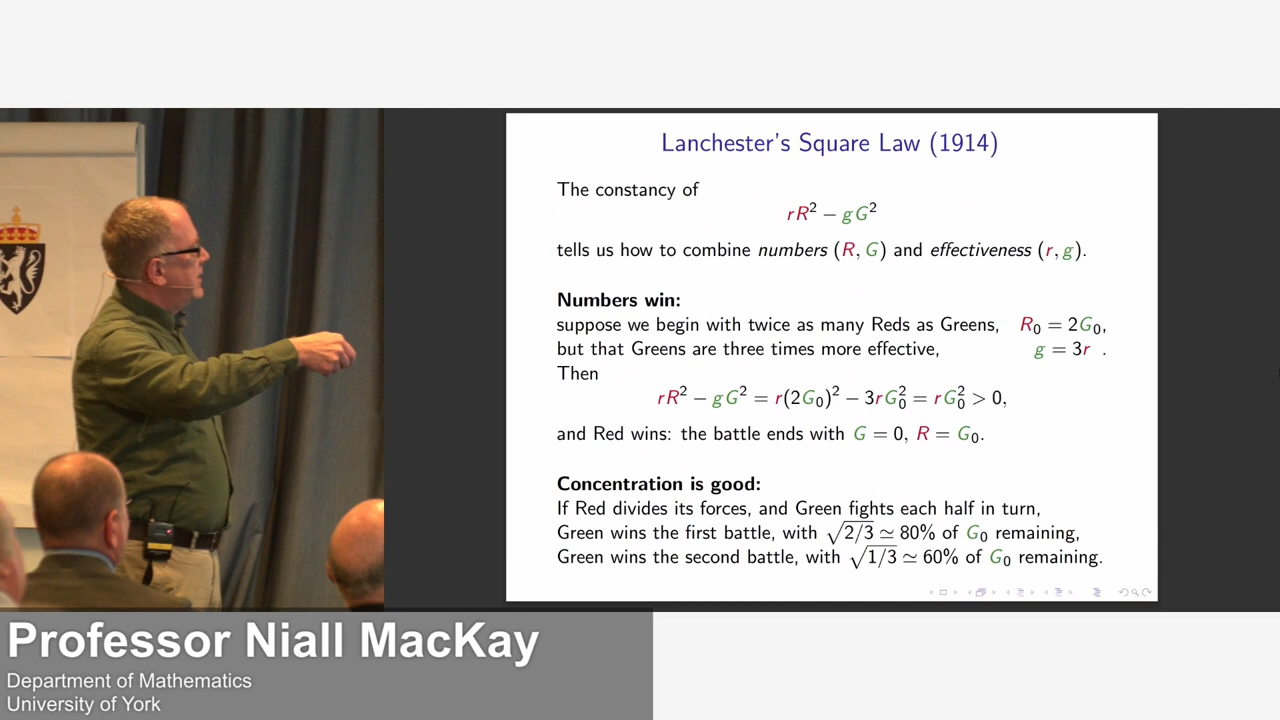 Lanchester's Square Law (1914)
The constancy of
rR² − gG²
tells us how to combine numbers (R, G) and effectiveness (r, g).
Numbers win:
suppose we begin with twice as many Reds as Greens, R₀ = 2G₀,
but that Greens are three times more effective, g = 3r .
Then
rR² − gG² = r(2G₀)² − 3rG₀² = rG₀² > 0,
and Red wins: the battle ends with G = 0, R = G₀.
Concentration is good:
If Red divides its forces, and Green fights each half in turn,
Green wins the first battle, with √2/3 ≃ 80% of G₀ remaining,
Green wins the second battle, with √1/3 ≃ 60% of G₀ remaining.
Professor Niall MacKay
Department of Mathematics
University of York